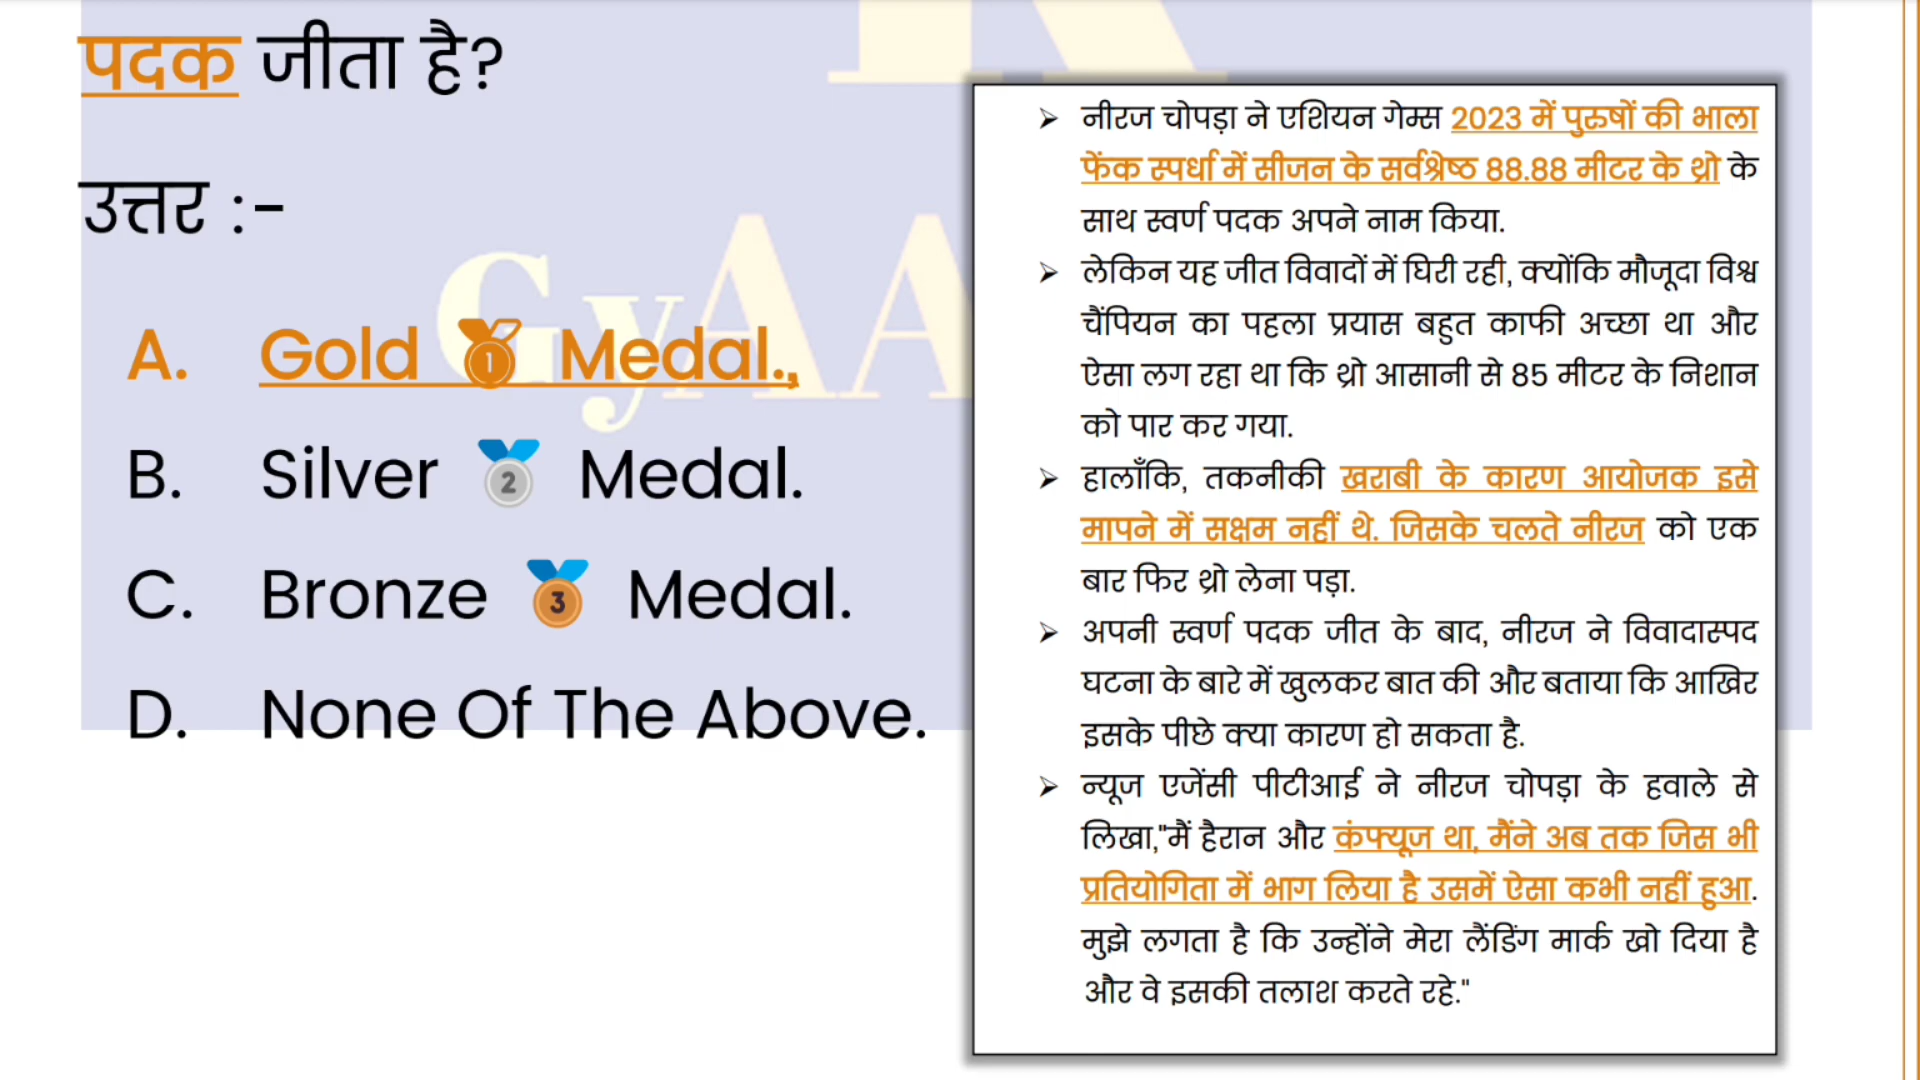 पदक जीता है?
उत्तर :-
A. Gold 🥇 Medal.,
B. Silver 🥈 Medal.
C. Bronze 🥉 Medal.
D. None Of The Above.
➢ नीरज चोपड़ा ने एशियन गेम्स 2023 में पुरुषों की भाला
फेंक स्पर्धा में सीजन के सर्वश्रेष्ठ 88.88 मीटर के थ्रो के
साथ स्वर्ण पदक अपने नाम किया.
➢ लेकिन यह जीत विवादों में घिरी रही, क्योंकि मौजूदा विश्व
चैंपियन का पहला प्रयास बहुत काफी अच्छा था और
ऐसा लग रहा था कि थ्रो आसानी से 85 मीटर के निशान
को पार कर गया.
➢ हालाँकि, तकनीकी खराबी के कारण आयोजक इसे
मापने में सक्षम नहीं थे. जिसके चलते नीरज को एक
बार फिर थ्रो लेना पड़ा.
➢ अपनी स्वर्ण पदक जीत के बाद, नीरज ने विवादास्पद
घटना के बारे में खुलकर बात की और बताया कि आखिर
इसके पीछे क्या कारण हो सकता है.
➢ न्यूज एजेंसी पीटीआई ने नीरज चोपड़ा के हवाले से
लिखा,"मैं हैरान और कंफ्यूज था, मैंने अब तक जिस भी
प्रतियोगिता में भाग लिया है उसमें ऐसा कभी नहीं हुआ.
मुझे लगता है कि उन्होंने मेरा लैंडिंग मार्क खो दिया है
और वे इसकी तलाश करते रहे."